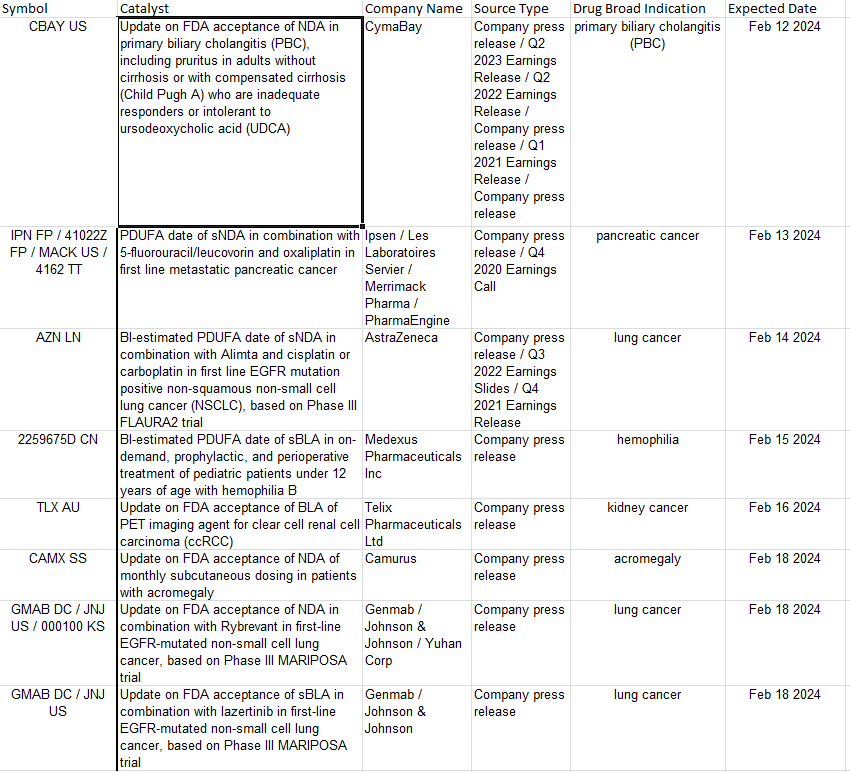 Symbol Catalyst Company Name Source Type Drug Broad Indication Expected Date
CBAY US
Update on FDA acceptance of NDA in
primary biliary cholangitis (PBC),
including pruritus in adults without
cirrhosis or with compensated cirrhosis
(Child Pugh A) who are inadequate
responders or intolerant to
ursodeoxycholic acid (UDCA)
CymaBay
Company press
release / Q2
2023 Earnings
Release / Q2
2022 Earnings
Release /
Company press
release / Q1
2021 Earnings
Release /
Company press
release
primary biliary cholangitis
(PBC)
Feb 12 2024
IPN FP / 41022Z
FP / MACK US /
4162 TT
PDUFA date of sNDA in combination with
5-fluorouracil/leucovorin and oxaliplatin in
first line metastatic pancreatic cancer
Ipsen / Les
Laboratoires
Servier /
Merrimack
Pharma /
PharmaEngine
Company press
release / Q4
2020 Earnings
Call
pancreatic cancer
Feb 13 2024
AZN LN
BI-estimated PDUFA date of sNDA in
combination with Alimta and cisplatin or
carboplatin in first line EGFR mutation
positive non-squamous non-small cell
lung cancer (NSCLC), based on Phase III
FLAURA2 trial
AstraZeneca
Company press
release / Q3
2022 Earnings
Slides / Q4
2021 Earnings
Release
lung cancer
Feb 14 2024
2259675D CN
BI-estimated PDUFA date of sBLA in on-
demand, prophylactic, and perioperative
treatment of pediatric patients under 12
years of age with hemophilia B
Medexus
Pharmaceuticals
Inc
Company press
release
hemophilia
Feb 15 2024
TLX AU
Update on FDA acceptance of BLA of
PET imaging agent for clear cell renal cell
carcinoma (ccRCC)
Telix
Pharmaceuticals
Ltd
Company press
release
kidney cancer
Feb 16 2024
CAMX SS
Update on FDA acceptance of NDA of
monthly subcutaneous dosing in patients
with acromegaly
Camurus
Company press
release
acromegaly
Feb 18 2024
GMAB DC / JNJ
US / 000100 KS
Update on FDA acceptance of NDA in
combination with Rybrevant in first-line
EGFR-mutated non-small cell lung
cancer, based on Phase III MARIPOSA
trial
Genmab /
Johnson &
Johnson / Yuhan
Corp
Company press
release
lung cancer
Feb 18 2024
GMAB DC / JNJ
US
Update on FDA acceptance of sBLA in
combination with lazertinib in first-line
EGFR-mutated non-small cell lung
cancer, based on Phase III MARIPOSA
trial
Genmab /
Johnson &
Johnson
Company press
release
lung cancer
Feb 18 2024